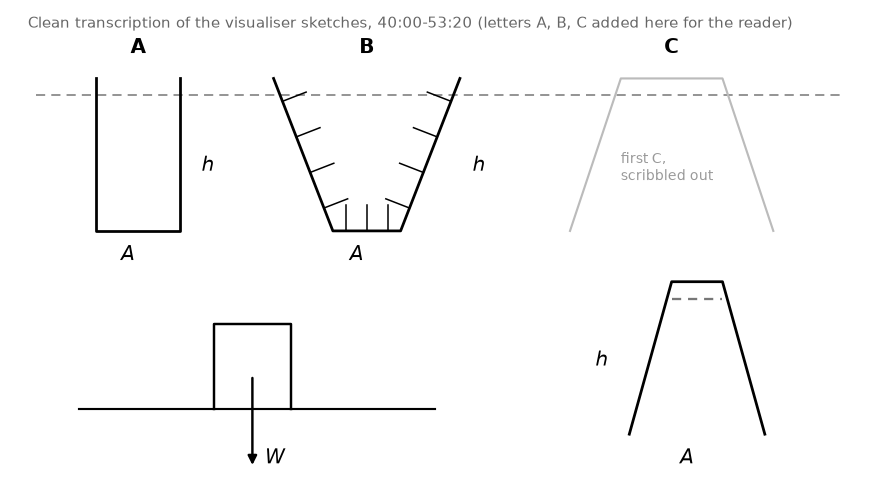 Clean transcription of the visualiser sketches, 40:00-53:20 (letters A, B, C added here for the reader)
A
B
C
h
h
first C,
scribbled out
A
A
h
W
A